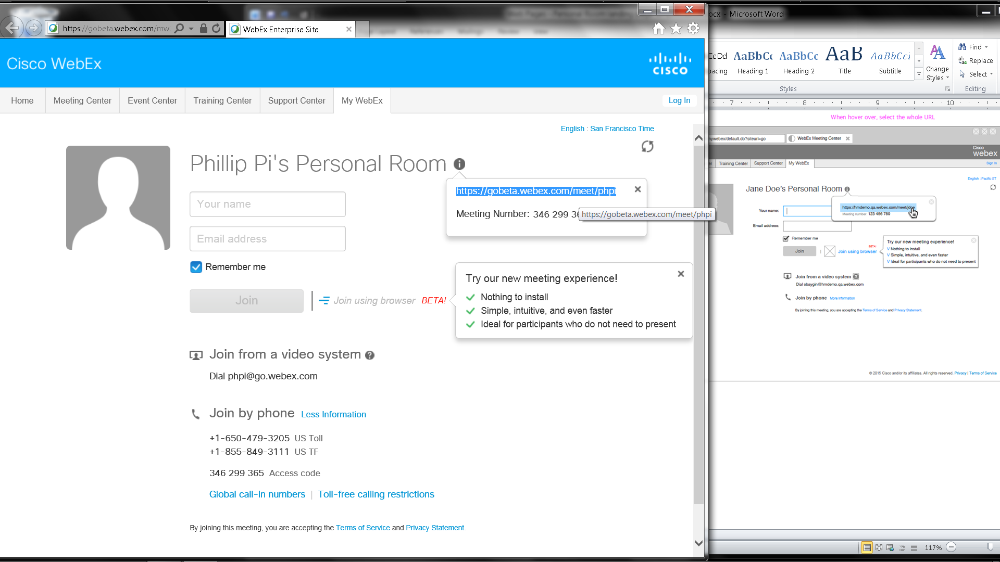 https://gobeta.webex.com/mw.
WebEx Enterprise Site
Cisco WebEx
CISCO
Home
Meeting Center
Event Center
Training Center
Support Center
My WebEx
Log In
English : San Francisco Time
Phillip Pi's Personal Room
https://gobeta.webex.com/meet/phpi
Meeting Number: 346 299 36
https://gobeta.webex.com/meet/phpi
Your name
Email address
Remember me
Join
Join using browser BETA!
Try our new meeting experience!
Nothing to install
Simple, intuitive, and even faster
Ideal for participants who do not need to present
Join from a video system
Dial phpi@go.webex.com
Join by phone Less Information
+1-650-479-3205 US Toll
+1-855-849-3111 US TF
346 299 365 Access code
Global call-in numbers | Toll-free calling restrictions
By joining this meeting, you are accepting the Terms of Service and Privacy Statement.
ocx - Microsoft Word
CcDd
AaBbCc
AaBbCc
AaB
AaBbCcl
pacing
Heading 1
Heading 2
Title
Subtitle
Change
Styles
Find
Replace
Select
Styles
Editing
7 8 9 10
When hover over, select the whole URL
mywebex/default.do?siteurl=go
WebEx Meeting Center
Cisco
webex
er
Training Center
Support Center
My WebEx
Sign In
English : Pacific ST
Jane Doe's Personal Room
https://hmdemo.qa.webex.com/meet/jdoe
Meeting number: 123 456 789
Your name:
Email address:
Remember me
Join
Join using browser
BETA!
Try our new meeting experience!
V Nothing to install
V Simple, intuitive, and even faster
V Ideal for participants who do not need to present
Join from a video system
Dial sbaygin@hmdemo.qa.webex.com
Join by phone More information
By joining this meeting, you are accepting the Terms of Service and Privacy Statement.
© 2015 Cisco and/or its affiliates. All rights reserved. Privacy | Terms of Service
117%